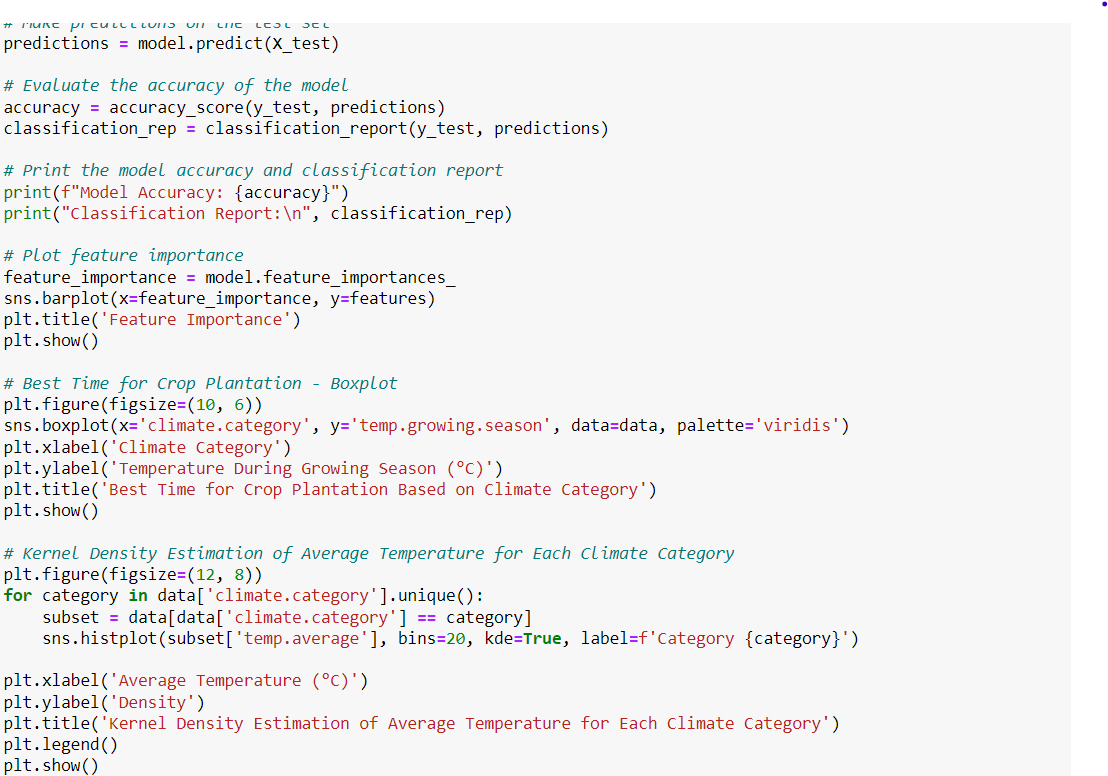 # Make predictions on the test set
predictions = model.predict(X_test)
# Evaluate the accuracy of the model
accuracy = accuracy_score(y_test, predictions)
classification_rep = classification_report(y_test, predictions)
# Print the model accuracy and classification report
print(f"Model Accuracy: {accuracy}")
print("Classification Report:\n", classification_rep)
# Plot feature importance
feature_importance = model.feature_importances_
sns.barplot(x=feature_importance, y=features)
plt.title('Feature Importance')
plt.show()
# Best Time for Crop Plantation - Boxplot
plt.figure(figsize=(10, 6))
sns.boxplot(x='climate.category', y='temp.growing.season', data=data, palette='viridis')
plt.xlabel('Climate Category')
plt.ylabel('Temperature During Growing Season (°C)')
plt.title('Best Time for Crop Plantation Based on Climate Category')
plt.show()
# Kernel Density Estimation of Average Temperature for Each Climate Category
plt.figure(figsize=(12, 8))
for category in data['climate.category'].unique():
    subset = data[data['climate.category'] == category]
    sns.histplot(subset['temp.average'], bins=20, kde=True, label=f'Category {category}')
plt.xlabel('Average Temperature (°C)')
plt.ylabel('Density')
plt.title('Kernel Density Estimation of Average Temperature for Each Climate Category')
plt.legend()
plt.show()